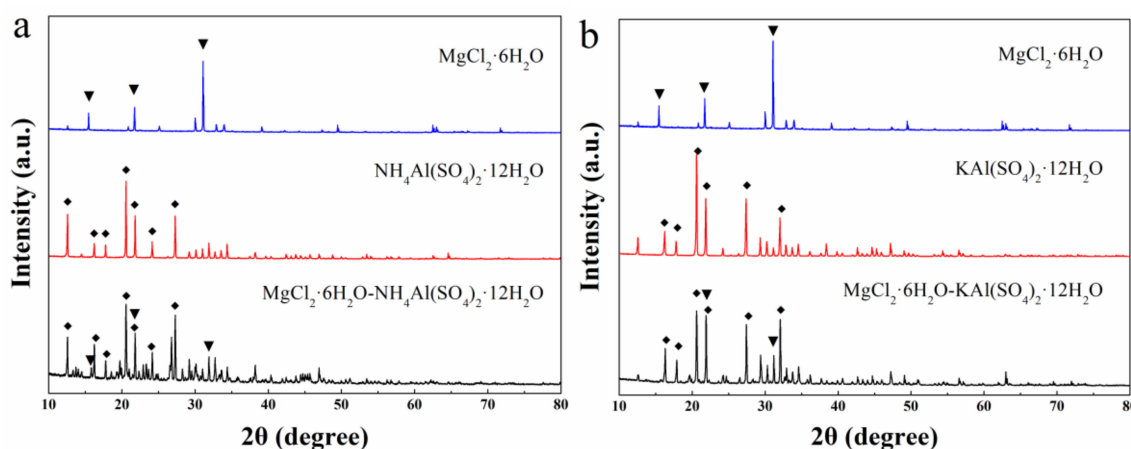 a
MgCl₂·6H₂O
NH₄Al(SO₄)₂·12H₂O
MgCl₂·6H₂O-NH₄Al(SO₄)₂·12H₂O
Intensity (a.u.)
10 20 30 40 50 60 70 80
2θ (degree)
b
MgCl₂·6H₂O
KAl(SO₄)₂·12H₂O
MgCl₂·6H₂O-KAl(SO₄)₂·12H₂O
Intensity (a.u.)
10 20 30 40 50 60 70 80
2θ (degree)